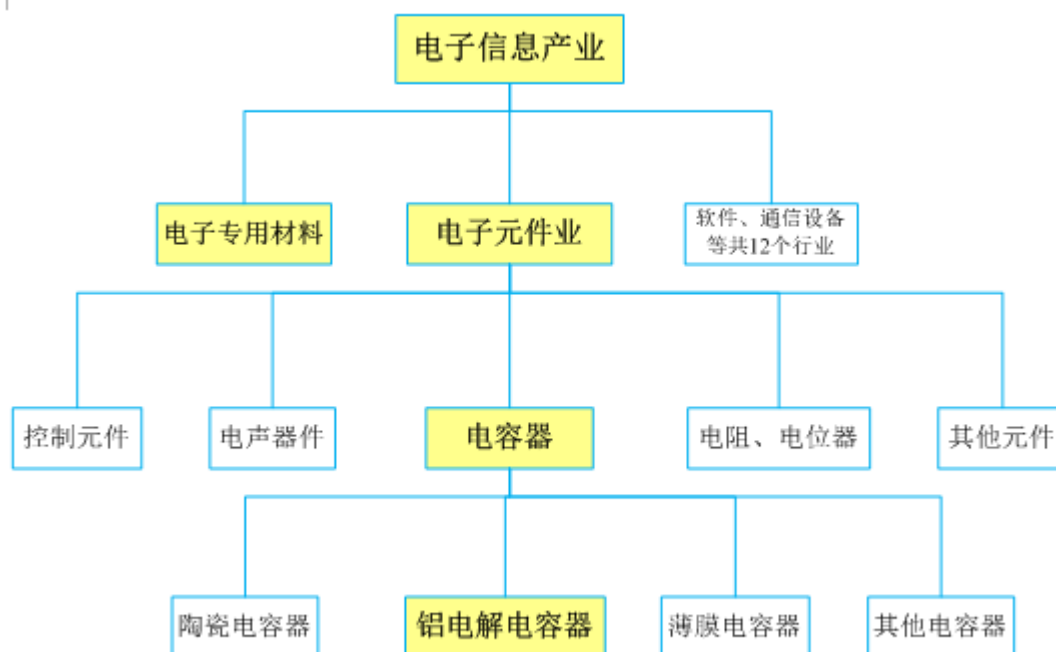 电子信息产业
电子专用材料
电子元件业
软件、通信设备
等共12个行业
控制元件
电声器件
电容器
电阻、电位器
其他元件
陶瓷电容器
铝电解电容器
薄膜电容器
其他电容器